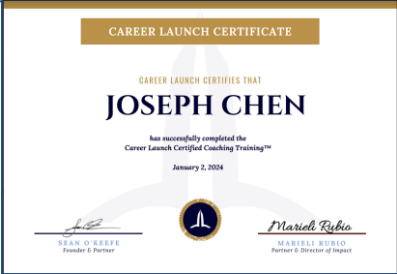 CAREER LAUNCH CERTIFICATE
CAREER LAUNCH CERTIFIES THAT
JOSEPH CHEN
has successfully completed the
Career Launch Certified Coaching Training™
January 2, 2024
Marieli Rubio
SEAN O'KEEFE
Founder & Partner
MARIELI RUBIO
Partner & Director of Impact